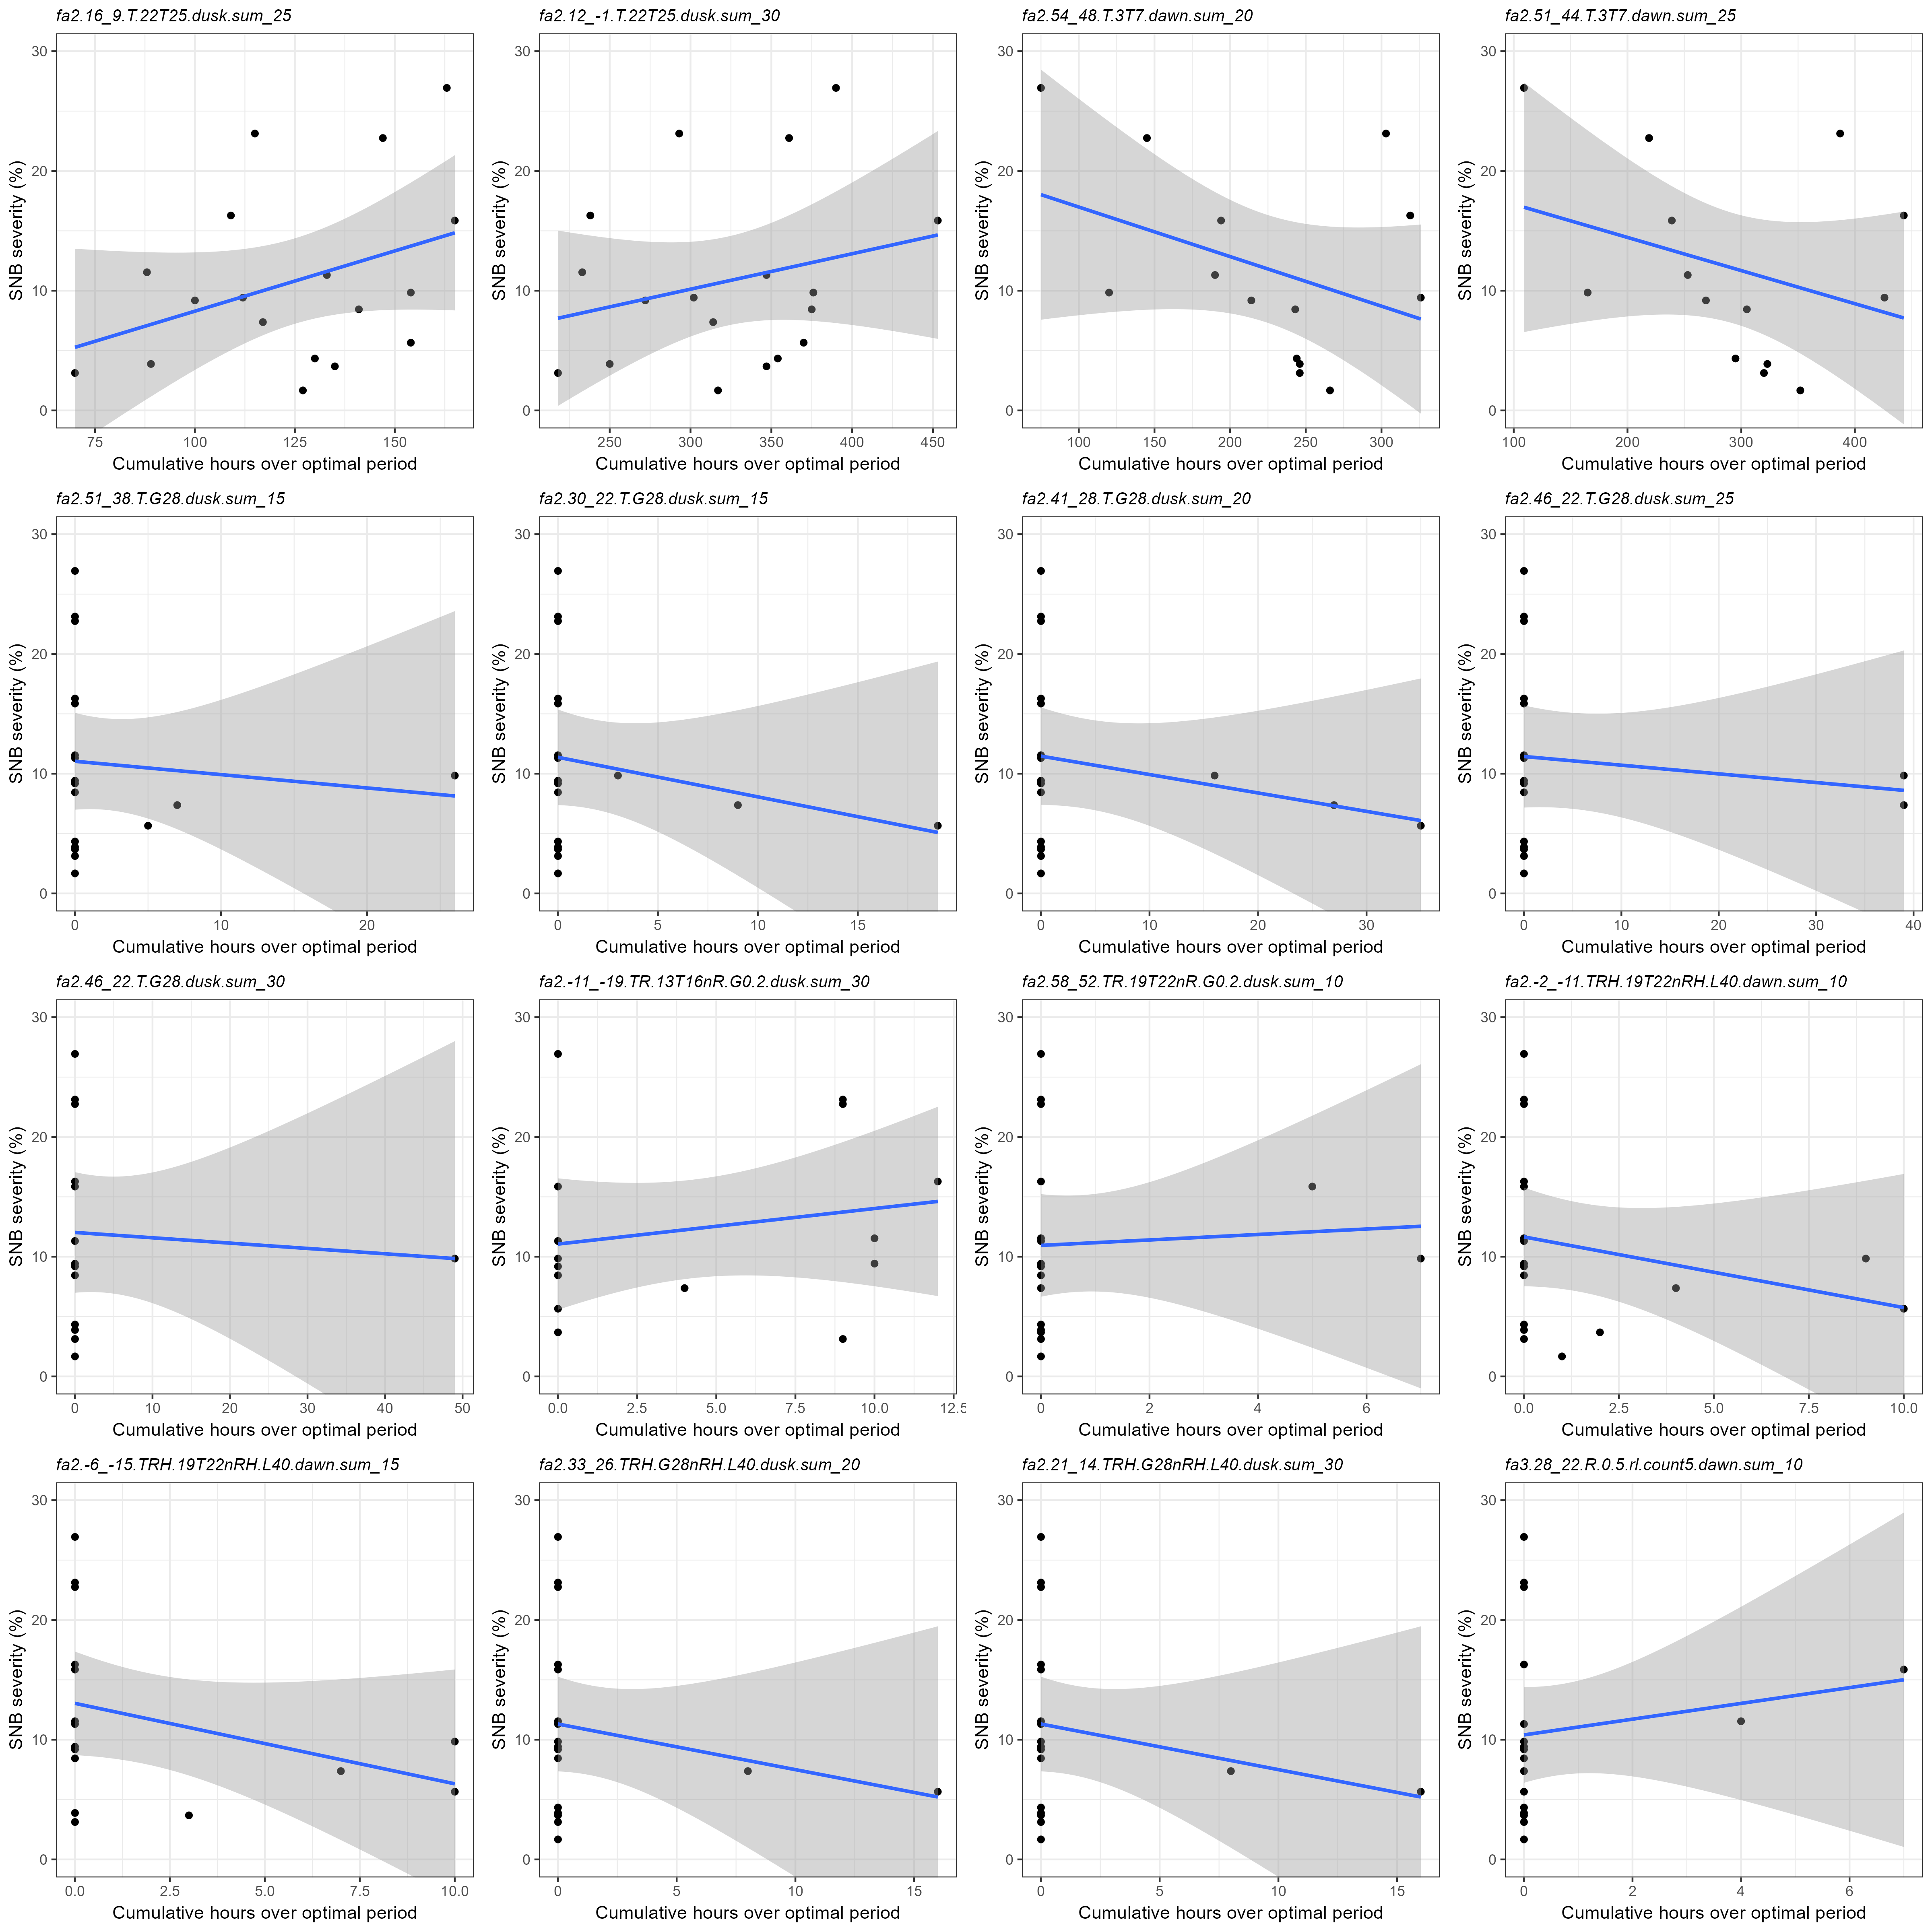 fa2.16_9.T.22T25.dusk.sum_25 fa2.12_-1.T.22T25.dusk.sum_30 fa2.54_48.T.3T7.dawn.sum_20 fa2.51_44.T.3T7.dawn.sum_25
30 30 30 30
20 20 20 20
10 10 10 10
0 0 0 0
SNB severity (%) SNB severity (%) SNB severity (%) SNB severity (%)
75 100 125 150 250 300 350 400 450 100 150 200 250 300 100 200 300 400
Cumulative hours over optimal period Cumulative hours over optimal period Cumulative hours over optimal period Cumulative hours over optimal period
fa2.51_38.T.G28.dusk.sum_15 fa2.30_22.T.G28.dusk.sum_15 fa2.41_28.T.G28.dusk.sum_20 fa2.46_22.T.G28.dusk.sum_25
30 30 30 30
20 20 20 20
10 10 10 10
0 0 0 0
SNB severity (%) SNB severity (%) SNB severity (%) SNB severity (%)
0 10 20 0 5 10 15 0 10 20 30 0 10 20 30 40
Cumulative hours over optimal period Cumulative hours over optimal period Cumulative hours over optimal period Cumulative hours over optimal period
fa2.46_22.T.G28.dusk.sum_30 fa2.-11_-19.TR.13T16nR.G0.2.dusk.sum_30 fa2.58_52.TR.19T22nR.G0.2.dusk.sum_10 fa2.-2_-11.TRH.19T22nRH.L40.dawn.sum_10
30 30 30 30
20 20 20 20
10 10 10 10
0 0 0 0
SNB severity (%) SNB severity (%) SNB severity (%) SNB severity (%)
0 10 20 30 40 50 0.0 2.5 5.0 7.5 10.0 12.5 0 2 4 6 0.0 2.5 5.0 7.5 10.0
Cumulative hours over optimal period Cumulative hours over optimal period Cumulative hours over optimal period Cumulative hours over optimal period
fa2.-6_-15.TRH.19T22nRH.L40.dawn.sum_15 fa2.33_26.TRH.G28nRH.L40.dusk.sum_20 fa2.21_14.TRH.G28nRH.L40.dusk.sum_30 fa3.28_22.R.0.5.rl.count5.dawn.sum_10
30 30 30 30
20 20 20 20
10 10 10 10
0 0 0 0
SNB severity (%) SNB severity (%) SNB severity (%) SNB severity (%)
0.0 2.5 5.0 7.5 10.0 0 5 10 15 0 5 10 15 0 2 4 6
Cumulative hours over optimal period Cumulative hours over optimal period Cumulative hours over optimal period Cumulative hours over optimal period